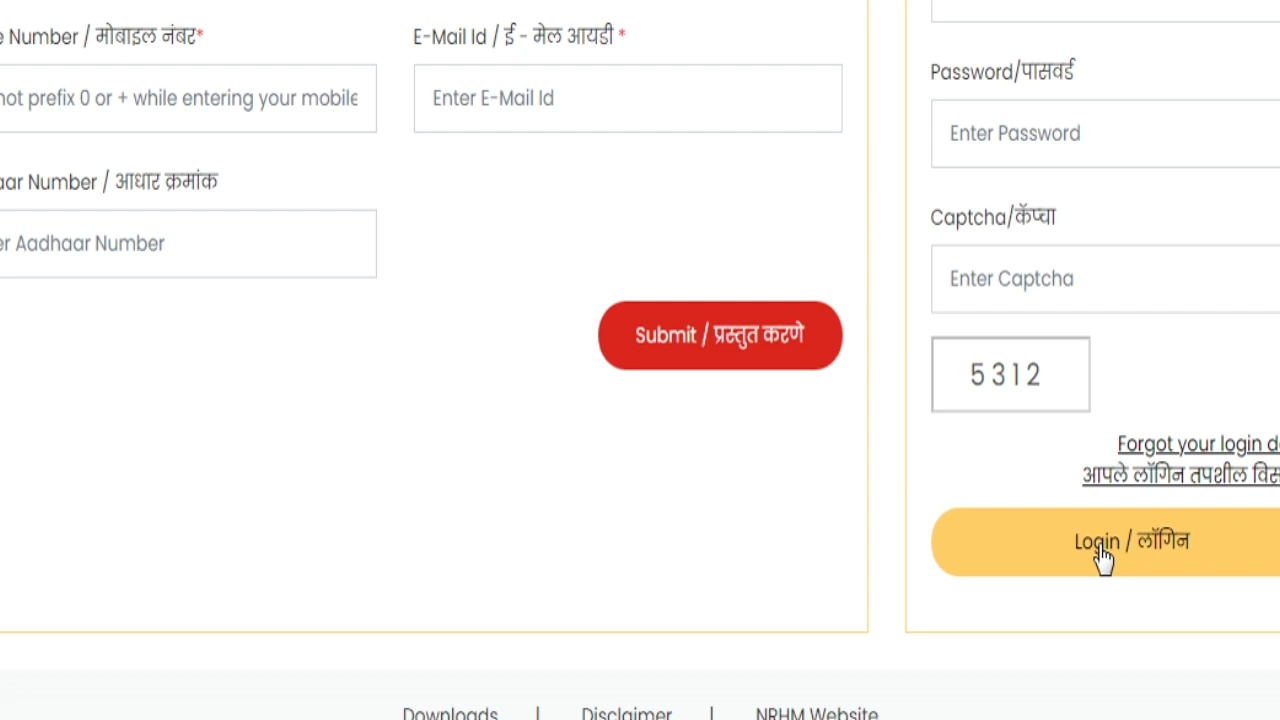 Number / मोबाइल नंबर*
not prefix 0 or + while entering your mobile
Number / आधार क्रमांक
Aadhaar Number
E-Mail Id / ई - मेल आयडी *
Enter E-Mail Id
Submit / प्रस्तुत करणे
Password/पासवर्ड
Enter Password
Captcha/कॅप्चा
Enter Captcha
5312
Forgot your login
आपले लॉगिन तपशील
Login / लॉगिन
Downloads | Disclaimer | NRHM Website